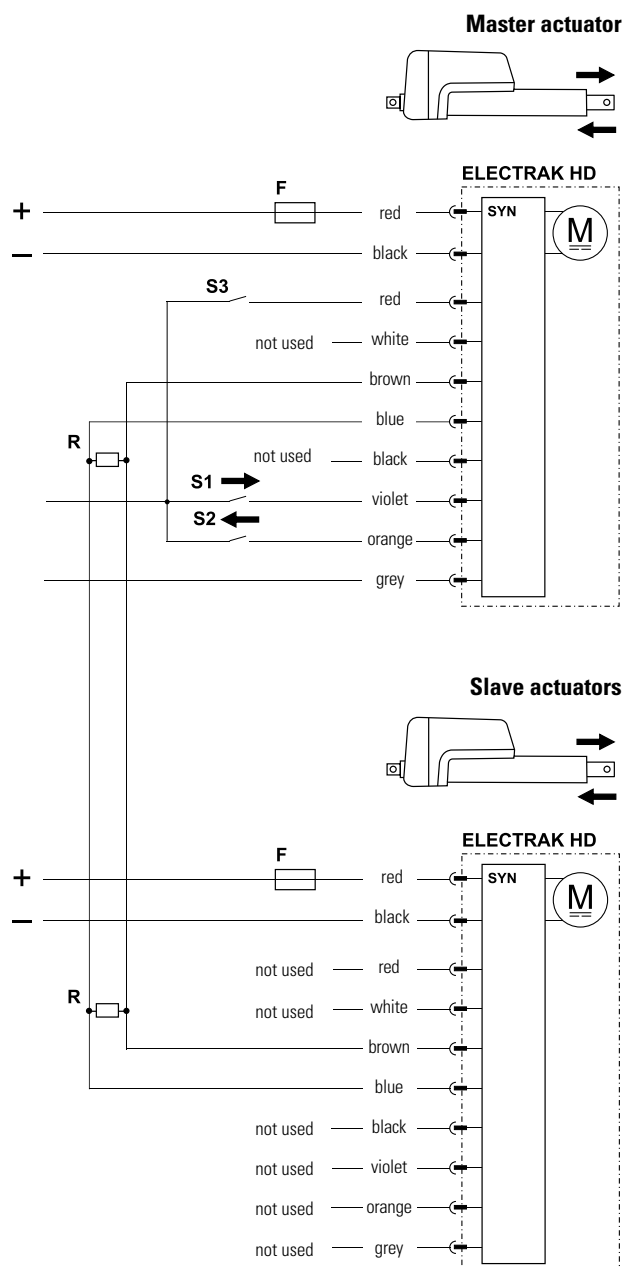 Master actuator
ELECTRAK HD
F
+ red SYN
M
− black
S3
red
not used white
brown
blue
R
not used black
S1
violet
S2
orange
grey
Slave actuators
ELECTRAK HD
F
+ red SYN
M
− black
not used red
R
not used white
brown
blue
not used black
not used violet
not used orange
not used grey